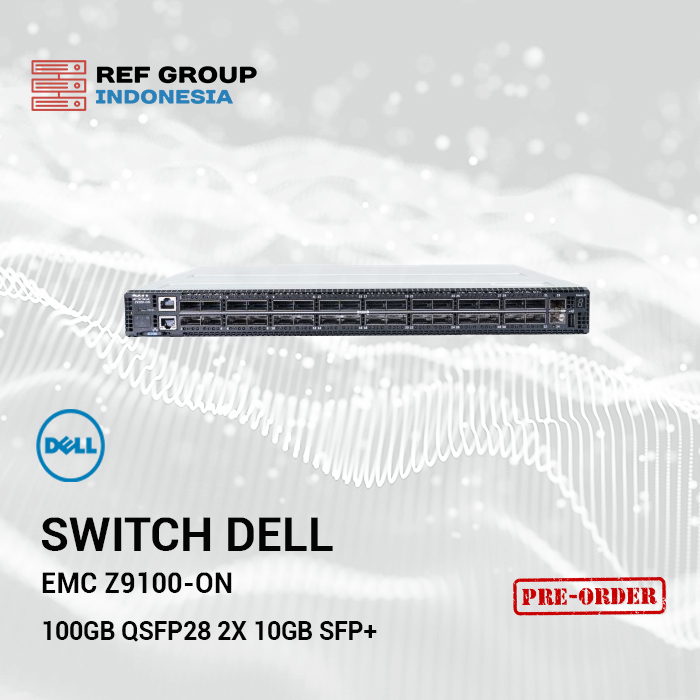 REF GROUP
INDONESIA
DELL
SWITCH DELL
EMC Z9100-ON
100GB QSFP28 2X 10GB SFP+
PRE-ORDER